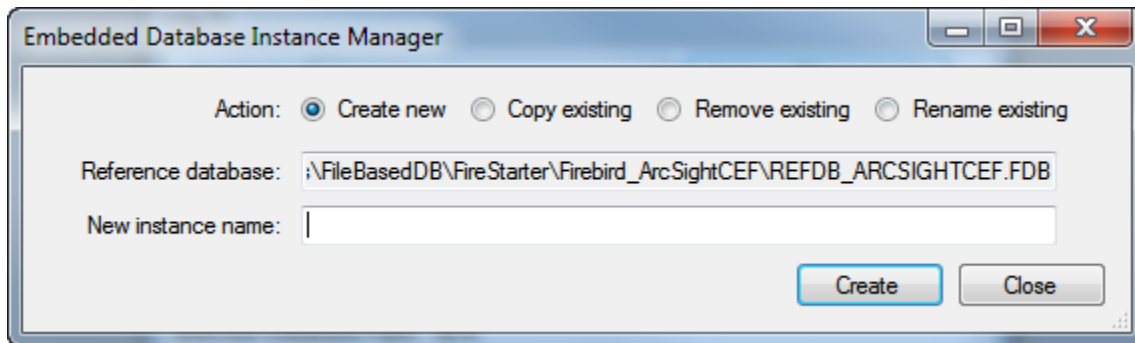 Embedded Database Instance Manager
Action: Create new Copy existing Remove existing Rename existing
Reference database: \FileBasedDB\FireStarter\Firebird_ArcSightCEF\REFDB_ARCSIGHTCEF.FDB
New instance name:
Create Close